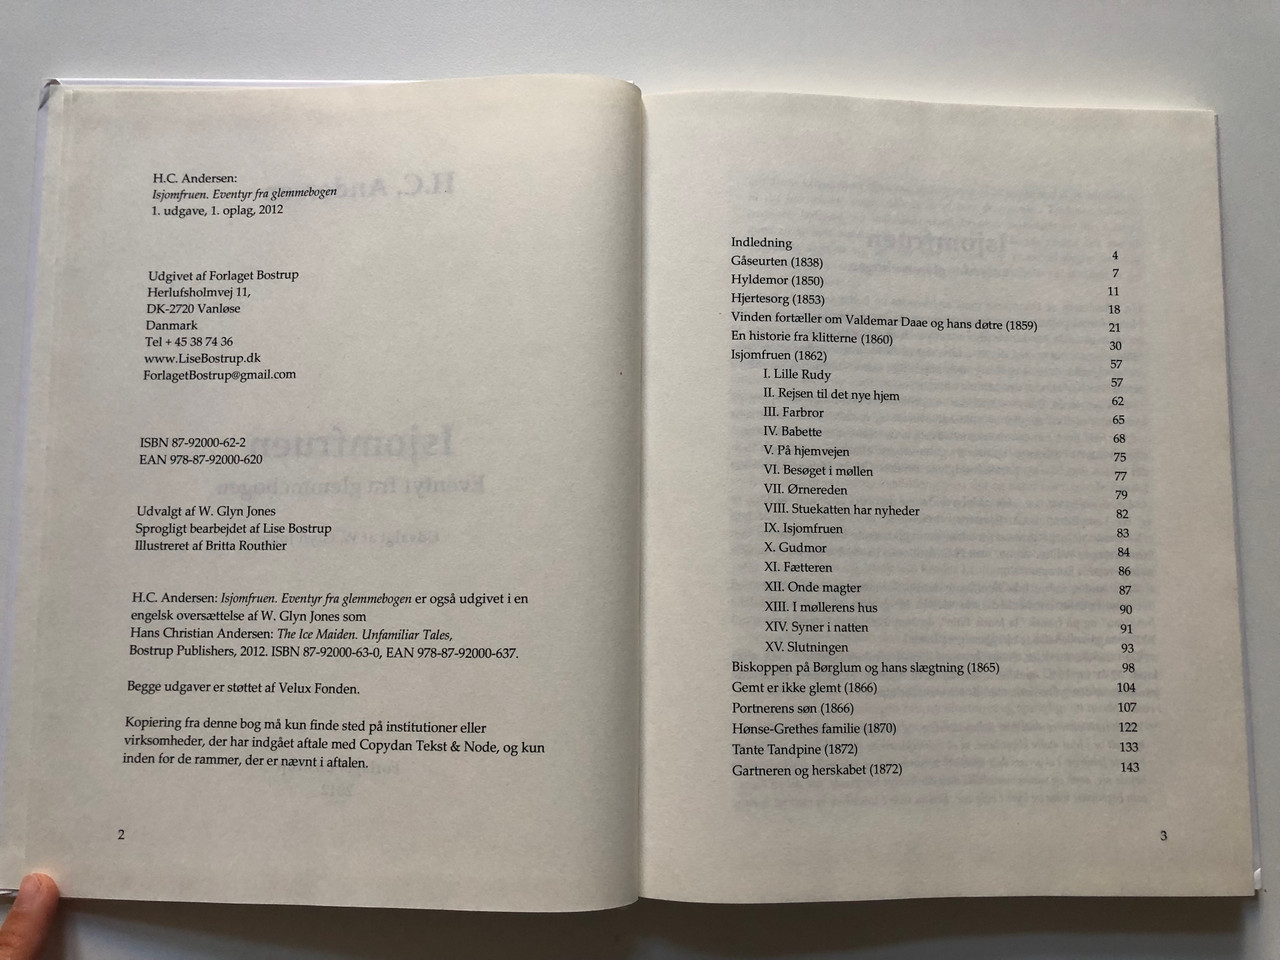 H.C. Andersen:
Isjomfruen. Eventyr fra glemmebogen
1. udgave, 1. oplag, 2012
Udgivet af Forlaget Bostrup
Herlufsholmvej 11,
DK-2720 Vanløse
Danmark
Tel + 45 38 74 36
www.LiseBostrup.dk
ForlagetBostrup@gmail.com
ISBN 87-92000-62-2
EAN 978-87-92000-620
Udvalgt af W. Glyn Jones
Sprogligt bearbejdet af Lise Bostrup
Illustreret af Britta Routhier
H.C. Andersen: Isjomfruen. Eventyr fra glemmebogen er også udgivet i en
engelsk oversættelse af W. Glyn Jones som
Hans Christian Andersen: The Ice Maiden. Unfamiliar Tales,
Bostrup Publishers, 2012. ISBN 87-92000-63-0, EAN 978-87-92000-637.
Begge udgaver er støttet af Velux Fonden.
Kopiering fra denne bog må kun finde sted på institutioner eller
virksomheder, der har indgået aftale med Copydan Tekst & Node, og kun
inden for de rammer, der er nævnt i aftalen.
2
Indledning 4
Gåseurten (1838) 7
Hyldemor (1850) 11
Hjertesorg (1853) 18
Vinden fortæller om Valdemar Daae og hans døtre (1859) 21
En historie fra klitterne (1860) 30
Isjomfruen (1862) 57
I. Lille Rudy 57
II. Rejsen til det nye hjem 62
III. Farbror 65
IV. Babette 68
V. På hjemvejen 75
VI. Besøget i møllen 77
VII. Ørnereden 79
VIII. Stuekatten har nyheder 82
IX. Isjomfruen 83
X. Gudmor 84
XI. Fætteren 86
XII. Onde magter 87
XIII. I møllerens hus 90
XIV. Syner i natten 91
XV. Slutningen 93
Biskoppen på Børglum og hans slægtning (1865) 98
Gemt er ikke glemt (1866) 104
Portnerens søn (1866) 107
Hønse-Grethes familie (1870) 122
Tante Tandpine (1872) 133
Gartneren og herskabet (1872) 143
3